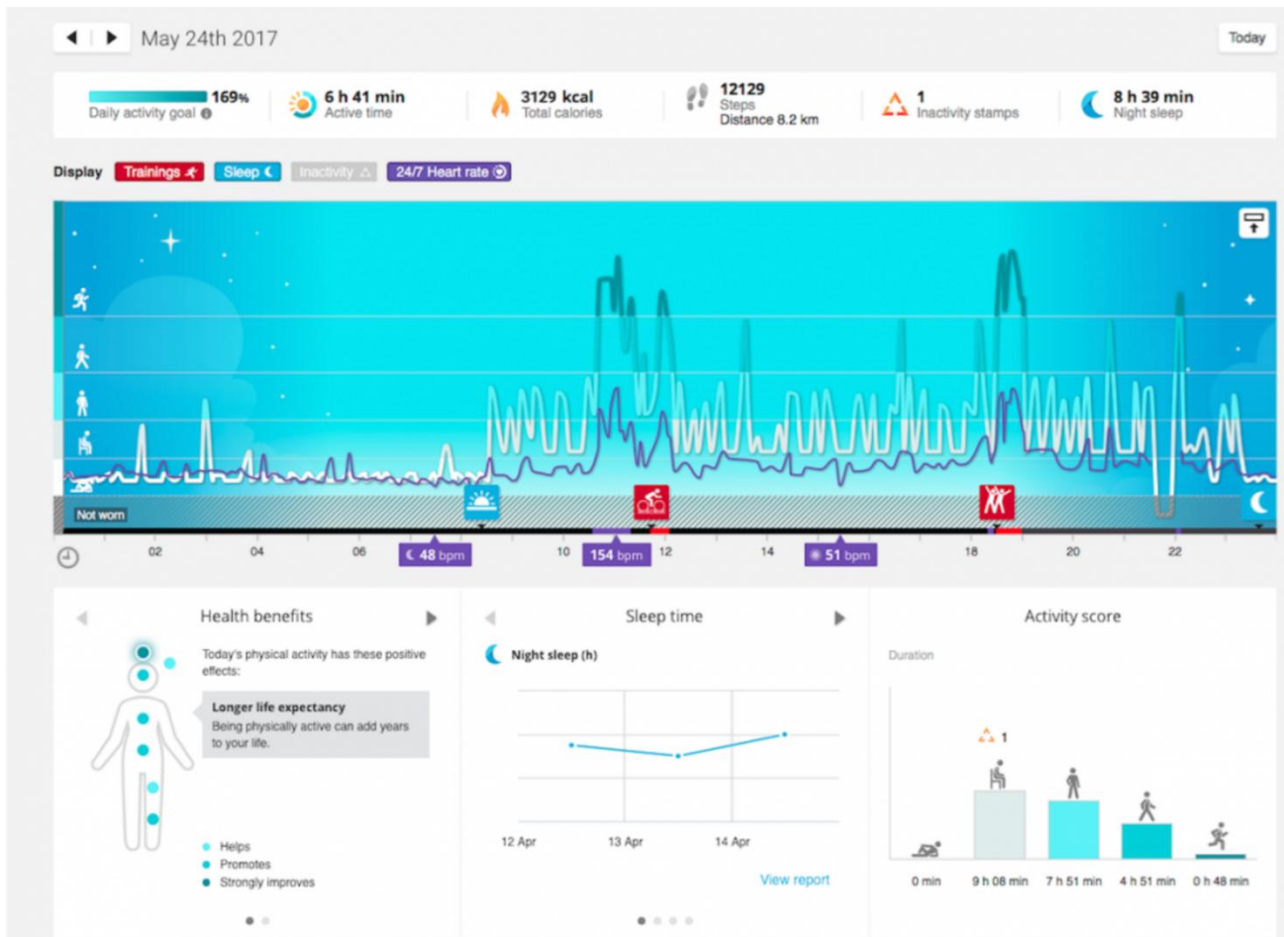 May 24th 2017
Today
169%
Daily activity goal
6 h 41 min
Active time
3129 kcal
Total calories
12129
Steps
Distance 8.2 km
1
Inactivity stamps
8 h 39 min
Night sleep
Display
Trainings
Sleep
Inactivity
24/7 Heart rate
Not worn
02
04
06
48 bpm
10
154 bpm
12
14
51 bpm
18
20
22
Health benefits
Today's physical activity has these positive
effects:
Longer life expectancy
Being physically active can add years
to your life.
Helps
Promotes
Strongly improves
Sleep time
Night sleep (h)
12 Apr
13 Apr
14 Apr
View report
Activity score
Duration
1
0 min
9 h 08 min
7 h 51 min
4 h 51 min
0 h 48 min